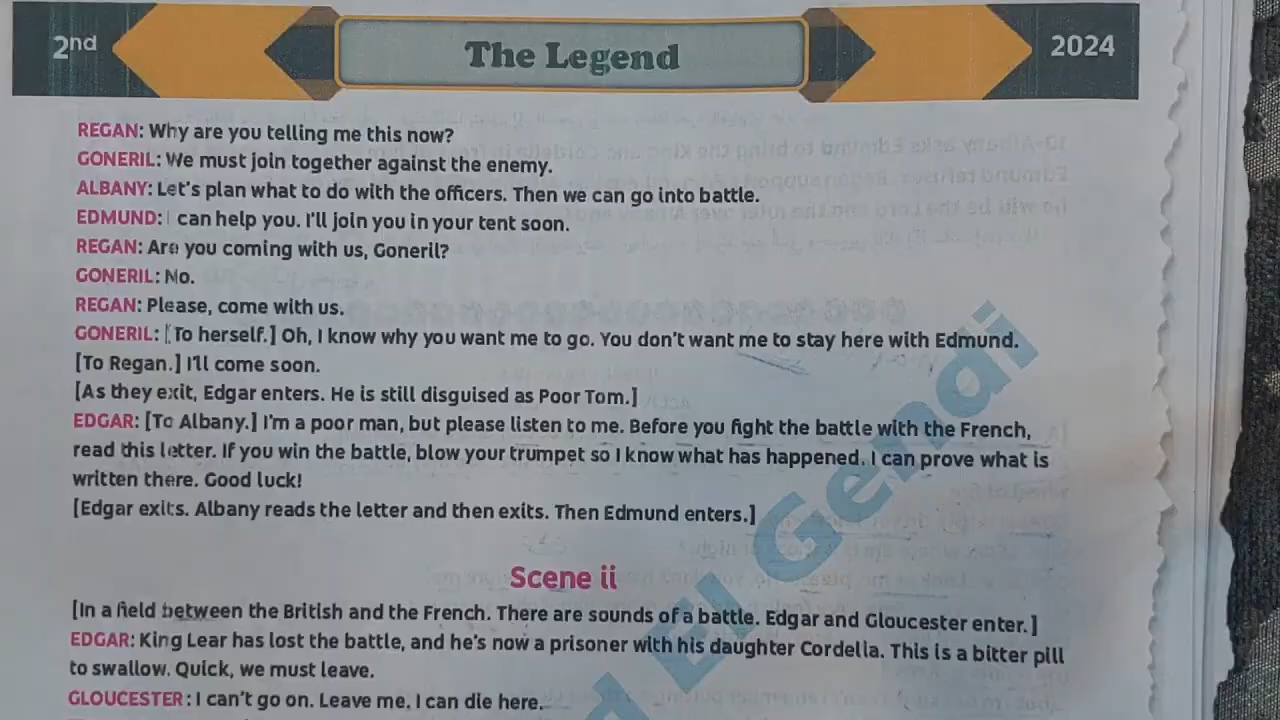 2nd
The Legend
2024
REGAN: Why are you telling me this now?
GONERIL: We must join together against the enemy.
ALBANY: Let's plan what to do with the officers. Then we can go into battle.
EDMUND: I can help you. I'll join you in your tent soon.
REGAN: Are you coming with us, Goneril?
GONERIL: No.
REGAN: Please, come with us.
GONERIL: [To herself.] Oh, I know why you want me to go. You don't want me to stay here with Edmund.
[To Regan.] I'll come soon.
[As they exit, Edgar enters. He is still disguised as Poor Tom.]
EDGAR: [To Albany.] I'm a poor man, but please listen to me. Before you fight the battle with the French,
read this letter. If you win the battle, blow your trumpet so I know what has happened. I can prove what is
written there. Good luck!
[Edgar exits. Albany reads the letter and then exits. Then Edmund enters.]
Scene ii
[In a field between the British and the French. There are sounds of a battle. Edgar and Gloucester enter.]
EDGAR: King Lear has lost the battle, and he's now a prisoner with his daughter Cordelia. This is a bitter pill
to swallow. Quick, we must leave.
GLOUCESTER: I can't go on. Leave me. I can die here.
El Gendi